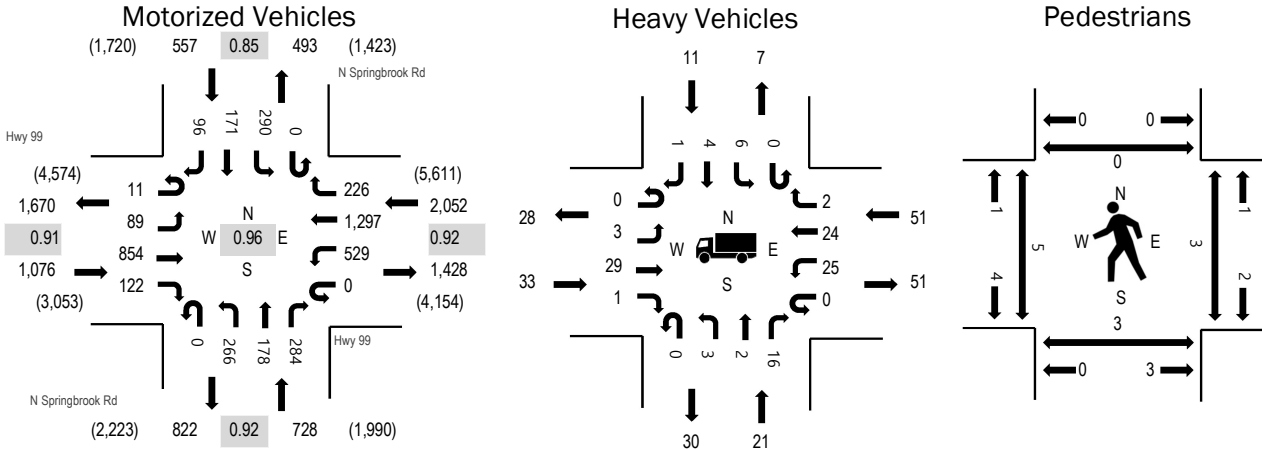 Motorized Vehicles
(1,720) 557 0.85 493 (1,423)
N Springbrook Rd
Hwy 99
96 171 290 0
(4,574) 11 226 (5,611)
1,670 89 1,297 2,052
0.91 N W 0.96 E S 0.92
1,076 854 529 1,428
(3,053) 122 0 (4,154)
0 266 178 284
Hwy 99
N Springbrook Rd
(2,223) 822 0.92 728 (1,990)
Heavy Vehicles
11 7
1 4 6 0
0 2
28 3 N 24 51
W E
33 29 S 25 51
1 0
0 3 2 16
30 21
Pedestrians
0 0
0
1 N 1
5 W E 3
4 S 2
3
0 3